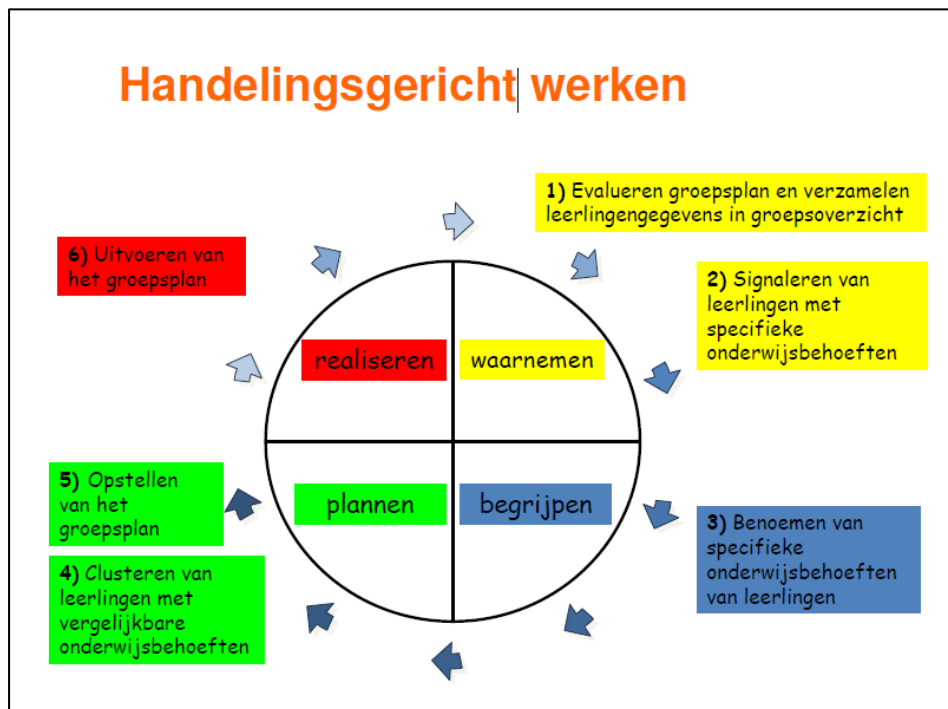 Handelingsgericht werken
1) Evalueren groepsplan en verzamelen
leerlingengegevens in groepsoverzicht
2) Signaleren van
leerlingen met
specifieke
onderwijsbehoeften
3) Benoemen van
specifieke
onderwijsbehoeften
van leerlingen
4) Clusteren van
leerlingen met
vergelijkbare
onderwijsbehoeften
5) Opstellen
van het
groepsplan
6) Uitvoeren van
het groepsplan
realiseren
waarnemen
plannen
begrijpen